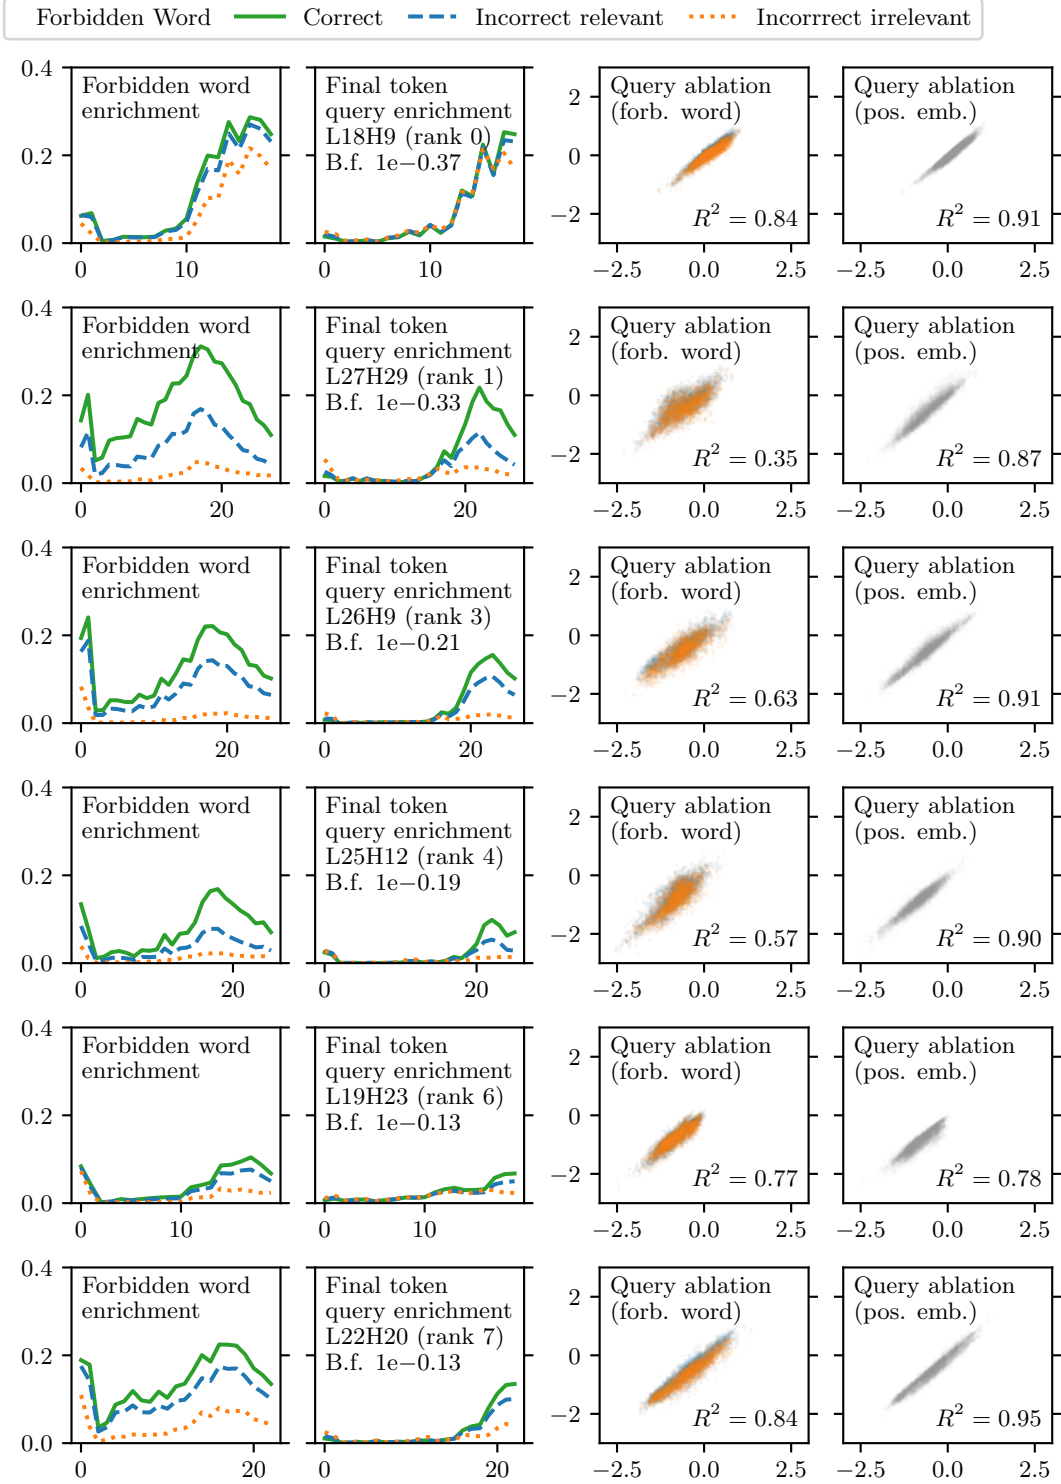 Forbidden Word Correct Incorrect relevant Incorrrect irrelevant
0.4
0.2
0.0
Forbidden word
enrichment
0 10
Final token
query enrichment
L18H9 (rank 0)
B.f. 1e−0.37
10
0
2
0
−2
Query ablation
(forb. word)
R² = 0.84
−2.5 0.0 2.5
Query ablation
(pos. emb.)
R² = 0.91
−2.5 0.0 2.5
0.4
0.2
0.0
Forbidden word
enrichment
0 20
Final token
query enrichment
L27H29 (rank 1)
B.f. 1e−0.33
0 20
2
0
−2
Query ablation
(forb. word)
R² = 0.35
−2.5 0.0 2.5
Query ablation
(pos. emb.)
R² = 0.87
−2.5 0.0 2.5
0.4
0.2
0.0
Forbidden word
enrichment
0 20
Final token
query enrichment
L26H9 (rank 3)
B.f. 1e−0.21
0 20
2
0
−2
Query ablation
(forb. word)
R² = 0.63
−2.5 0.0 2.5
Query ablation
(pos. emb.)
R² = 0.91
−2.5 0.0 2.5
0.4
0.2
0.0
Forbidden word
enrichment
0 20
Final token
query enrichment
L25H12 (rank 4)
B.f. 1e−0.19
0 20
2
0
−2
Query ablation
(forb. word)
R² = 0.57
−2.5 0.0 2.5
Query ablation
(pos. emb.)
R² = 0.90
−2.5 0.0 2.5
0.4
0.2
0.0
Forbidden word
enrichment
0 10
Final token
query enrichment
L19H23 (rank 6)
B.f. 1e−0.13
0 10
2
0
−2
Query ablation
(forb. word)
R² = 0.77
−2.5 0.0 2.5
Query ablation
(pos. emb.)
R² = 0.78
−2.5 0.0 2.5
0.4
0.2
0.0
Forbidden word
enrichment
0 20
Final token
query enrichment
L22H20 (rank 7)
B.f. 1e−0.13
0 20
2
0
−2
Query ablation
(forb. word)
R² = 0.84
−2.5 0.0 2.5
Query ablation
(pos. emb.)
R² = 0.95
−2.5 0.0 2.5